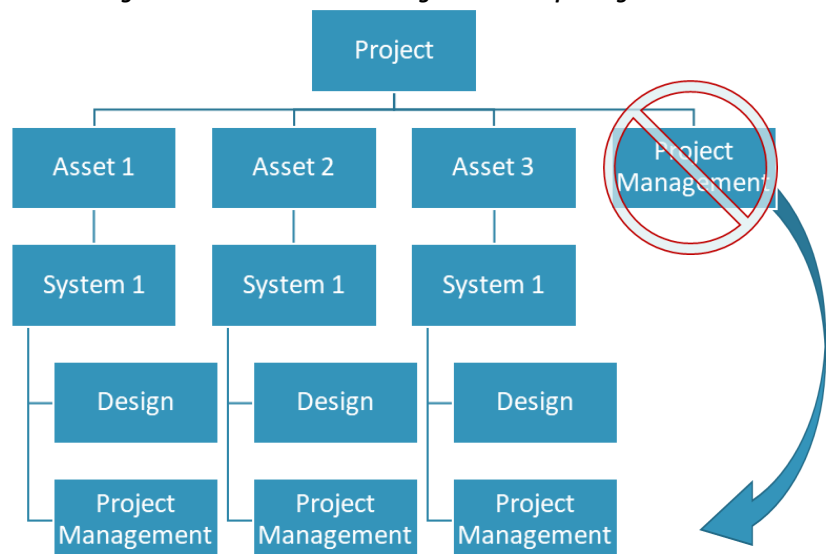 Project
Asset 1
Asset 2
Asset 3
Project
Management
System 1
System 1
System 1
Design
Design
Design
Project
Management
Project
Management
Project
Management